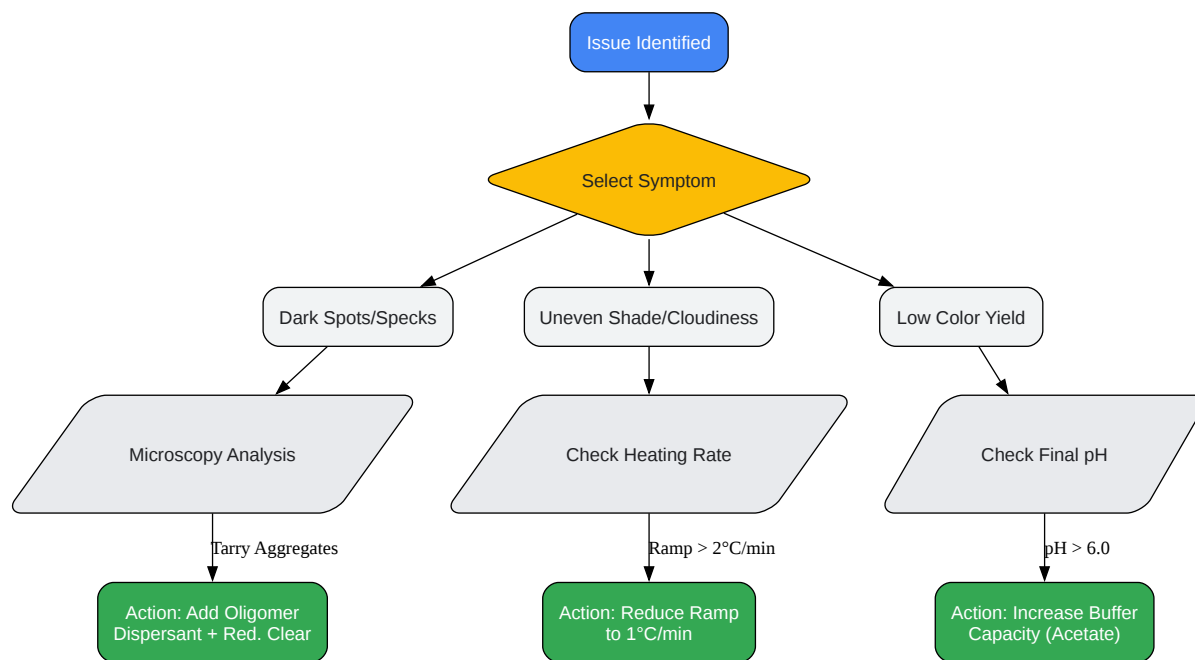 Issue Identified
Select Symptom
Dark Spots/Specks
Uneven Shade/Cloudiness
Low Color Yield
Microscopy Analysis
Check Heating Rate
Check Final pH
Tarry Aggregates
Ramp > 2°C/min
pH > 6.0
Action: Add Oligomer
Dispersant + Red. Clear
Action: Reduce Ramp
to 1°C/min
Action: Increase Buffer
Capacity (Acetate)